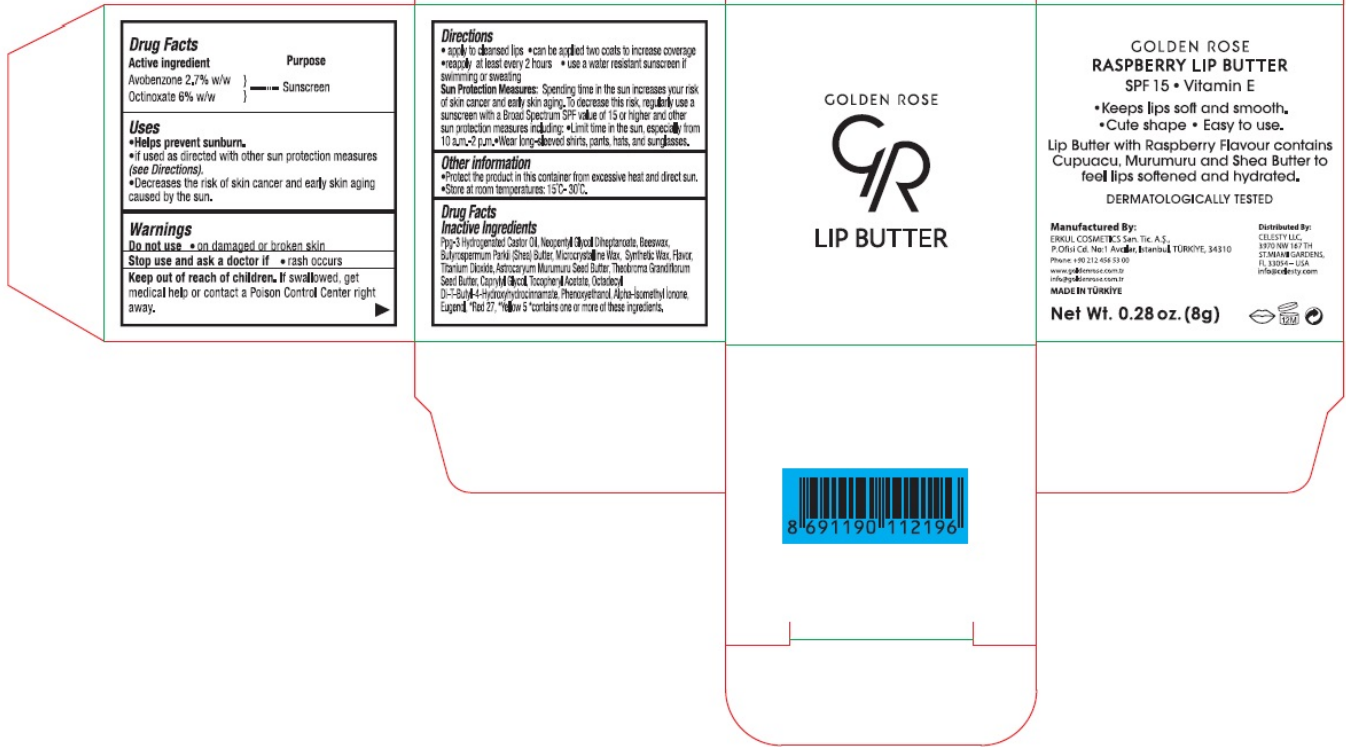 Drug Facts
Active ingredient Purpose
Avobenzone 2,7% w/w } Sunscreen
Octinoxate 6% w/w }
Uses
•Helps prevent sunburn.
•if used as directed with other sun protection measures
(see Directions).
•Decreases the risk of skin cancer and early skin aging
caused by the sun.
Warnings
Do not use • on damaged or broken skin
Stop use and ask a doctor if • rash occurs
Keep out of reach of children. If swallowed, get
medical help or contact a Poison Control Center right
away.
Directions
• apply to cleansed lips •can be applied two coats to increase coverage
•reapply at least every 2 hours • use a water resistant sunscreen if
swimming or sweating
Sun Protection Measures: Spending time in the sun increases your risk
of skin cancer and early skin aging. To decrease this risk, regularly use a
sunscreen with a Broad Spectrum SPF value of 15 or higher and other
sun protection measures including: •Limit time in the sun, especially from
10 a.m.-2 p.m. •Wear long-sleeved shirts, pants, hats, and sunglasses.
Other information
•Protect the product in this container from excessive heat and direct sun.
•Store at room temperatures: 15°C- 30°C.
Drug Facts
Inactive Ingredients
Ppg-3 Hydrogenated Castor Oil, Neopentyl Glycol Diheptanoate, Beeswax,
Butyrospermum Parkii (Shea) Butter, Microcrystalline Wax, Synthetic Wax, Flavor,
Titanium Dioxide, Astrocaryum Murumuru Seed Butter, Theobroma Grandiflorum
Seed Butter, Caprylyl Glycol, Tocopheryl Acetate, Octadecyl
Di-T-Butyl-4-Hydroxyhydrocinnamate, Phenoxyethanol, Alpha-Isomethyl Ionone,
Eugenol, *Red 27, *Yellow 5 *contains one or more of these ingredients.
GOLDEN ROSE
GR
LIP BUTTER
8 691190 112196
GOLDEN ROSE
RASPBERRY LIP BUTTER
SPF 15 • Vitamin E
•Keeps lips soft and smooth.
•Cute shape • Easy to use.
Lip Butter with Raspberry Flavour contains
Cupuacu, Murumuru and Shea Butter to
feel lips softened and hydrated.
DERMATOLOGICALLY TESTED
Manufactured By:
ERKUL COSMETICS San. Tic. A.Ş.,
P.Ofisi Cd. No:1 Avcılar, Istanbul, TÜRKİYE, 34310
Phone: +90 212 456 53 00
www.goldenrose.com.tr
info@goldenrose.com.tr
MADE IN TÜRKİYE
Distributed By:
CELESTY LLC,
3970 NW 167 TH
ST.MIAMI GARDENS,
Fl, 33054 – USA
info@celesty.com
Net Wt. 0.28 oz. (8g)
12M